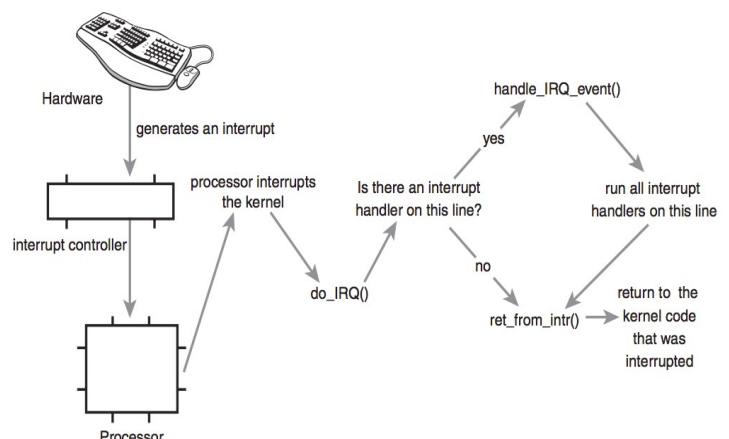 Hardware
generates an interrupt
interrupt controller
Processor
processor interrupts
the kernel
do_IRQ()
Is there an interrupt
handler on this line?
yes
no
handle_IRQ_event()
run all interrupt
handlers on this line
ret_from_intr()
return to the
kernel code
that was
interrupted